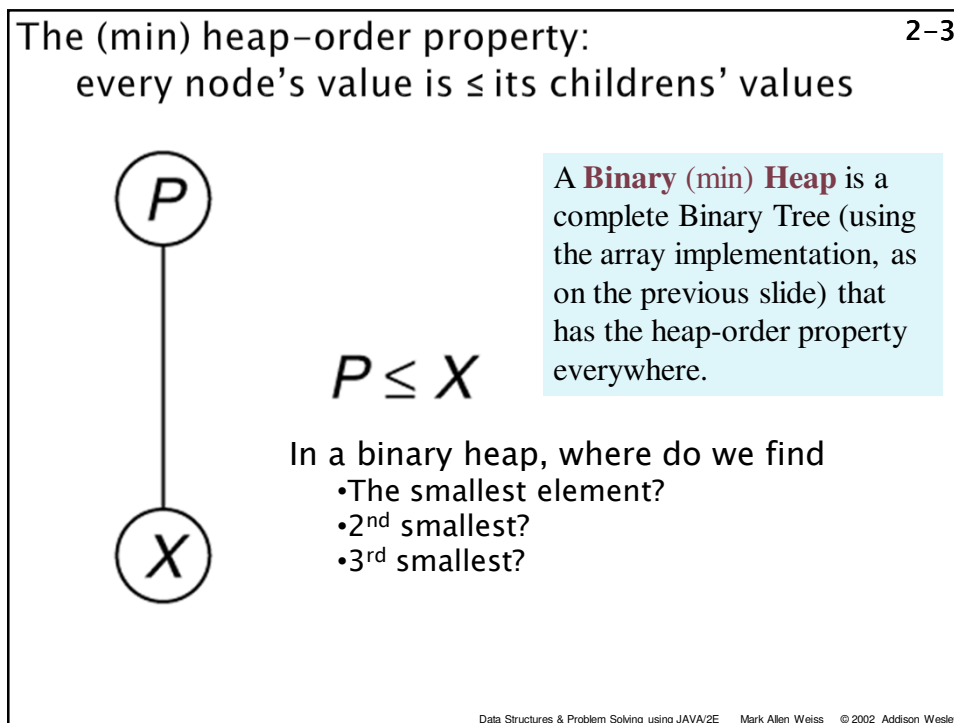 The (min) heap-order property:
2-3
every node's value is ≤ its childrens' values
P
A Binary (min) Heap is a
complete Binary Tree (using
the array implementation, as
on the previous slide) that
has the heap-order property
everywhere.
P ≤ X
In a binary heap, where do we find
•The smallest element?
•2nd smallest?
•3rd smallest?
X
Data Structures & Problem Solving using JAVA/2E Mark Allen Weiss © 2002 Addison Wesle